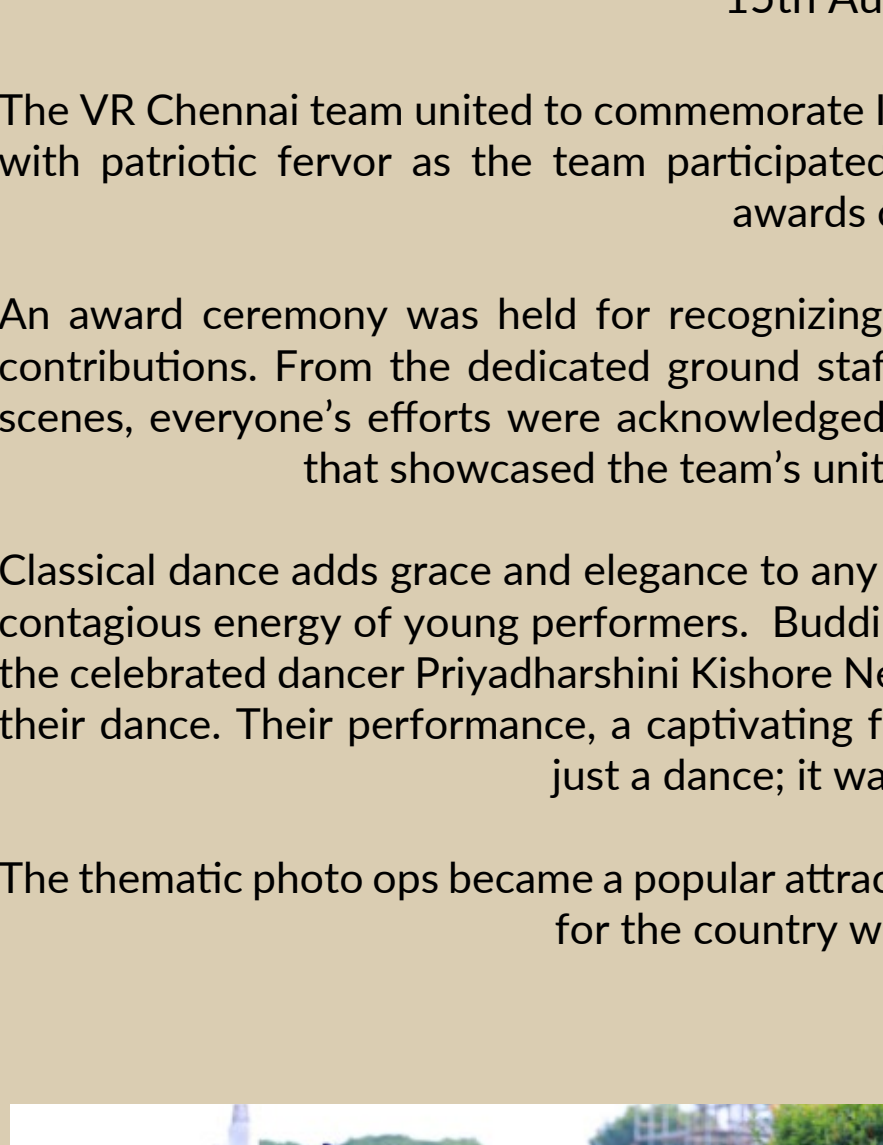 15th Au
The VR Chennai team united to commemorate I
with patriotic fervor as the team participated
awards c
An award ceremony was held for recognizing
contributions. From the dedicated ground staf
scenes, everyone’s efforts were acknowledged
that showcased the team’s unit
Classical dance adds grace and elegance to any
contagious energy of young performers. Buddi
the celebrated dancer Priyadharshini Kishore Ne
their dance. Their performance, a captivating f
just a dance; it wa
The thematic photo ops became a popular attrac
for the country w